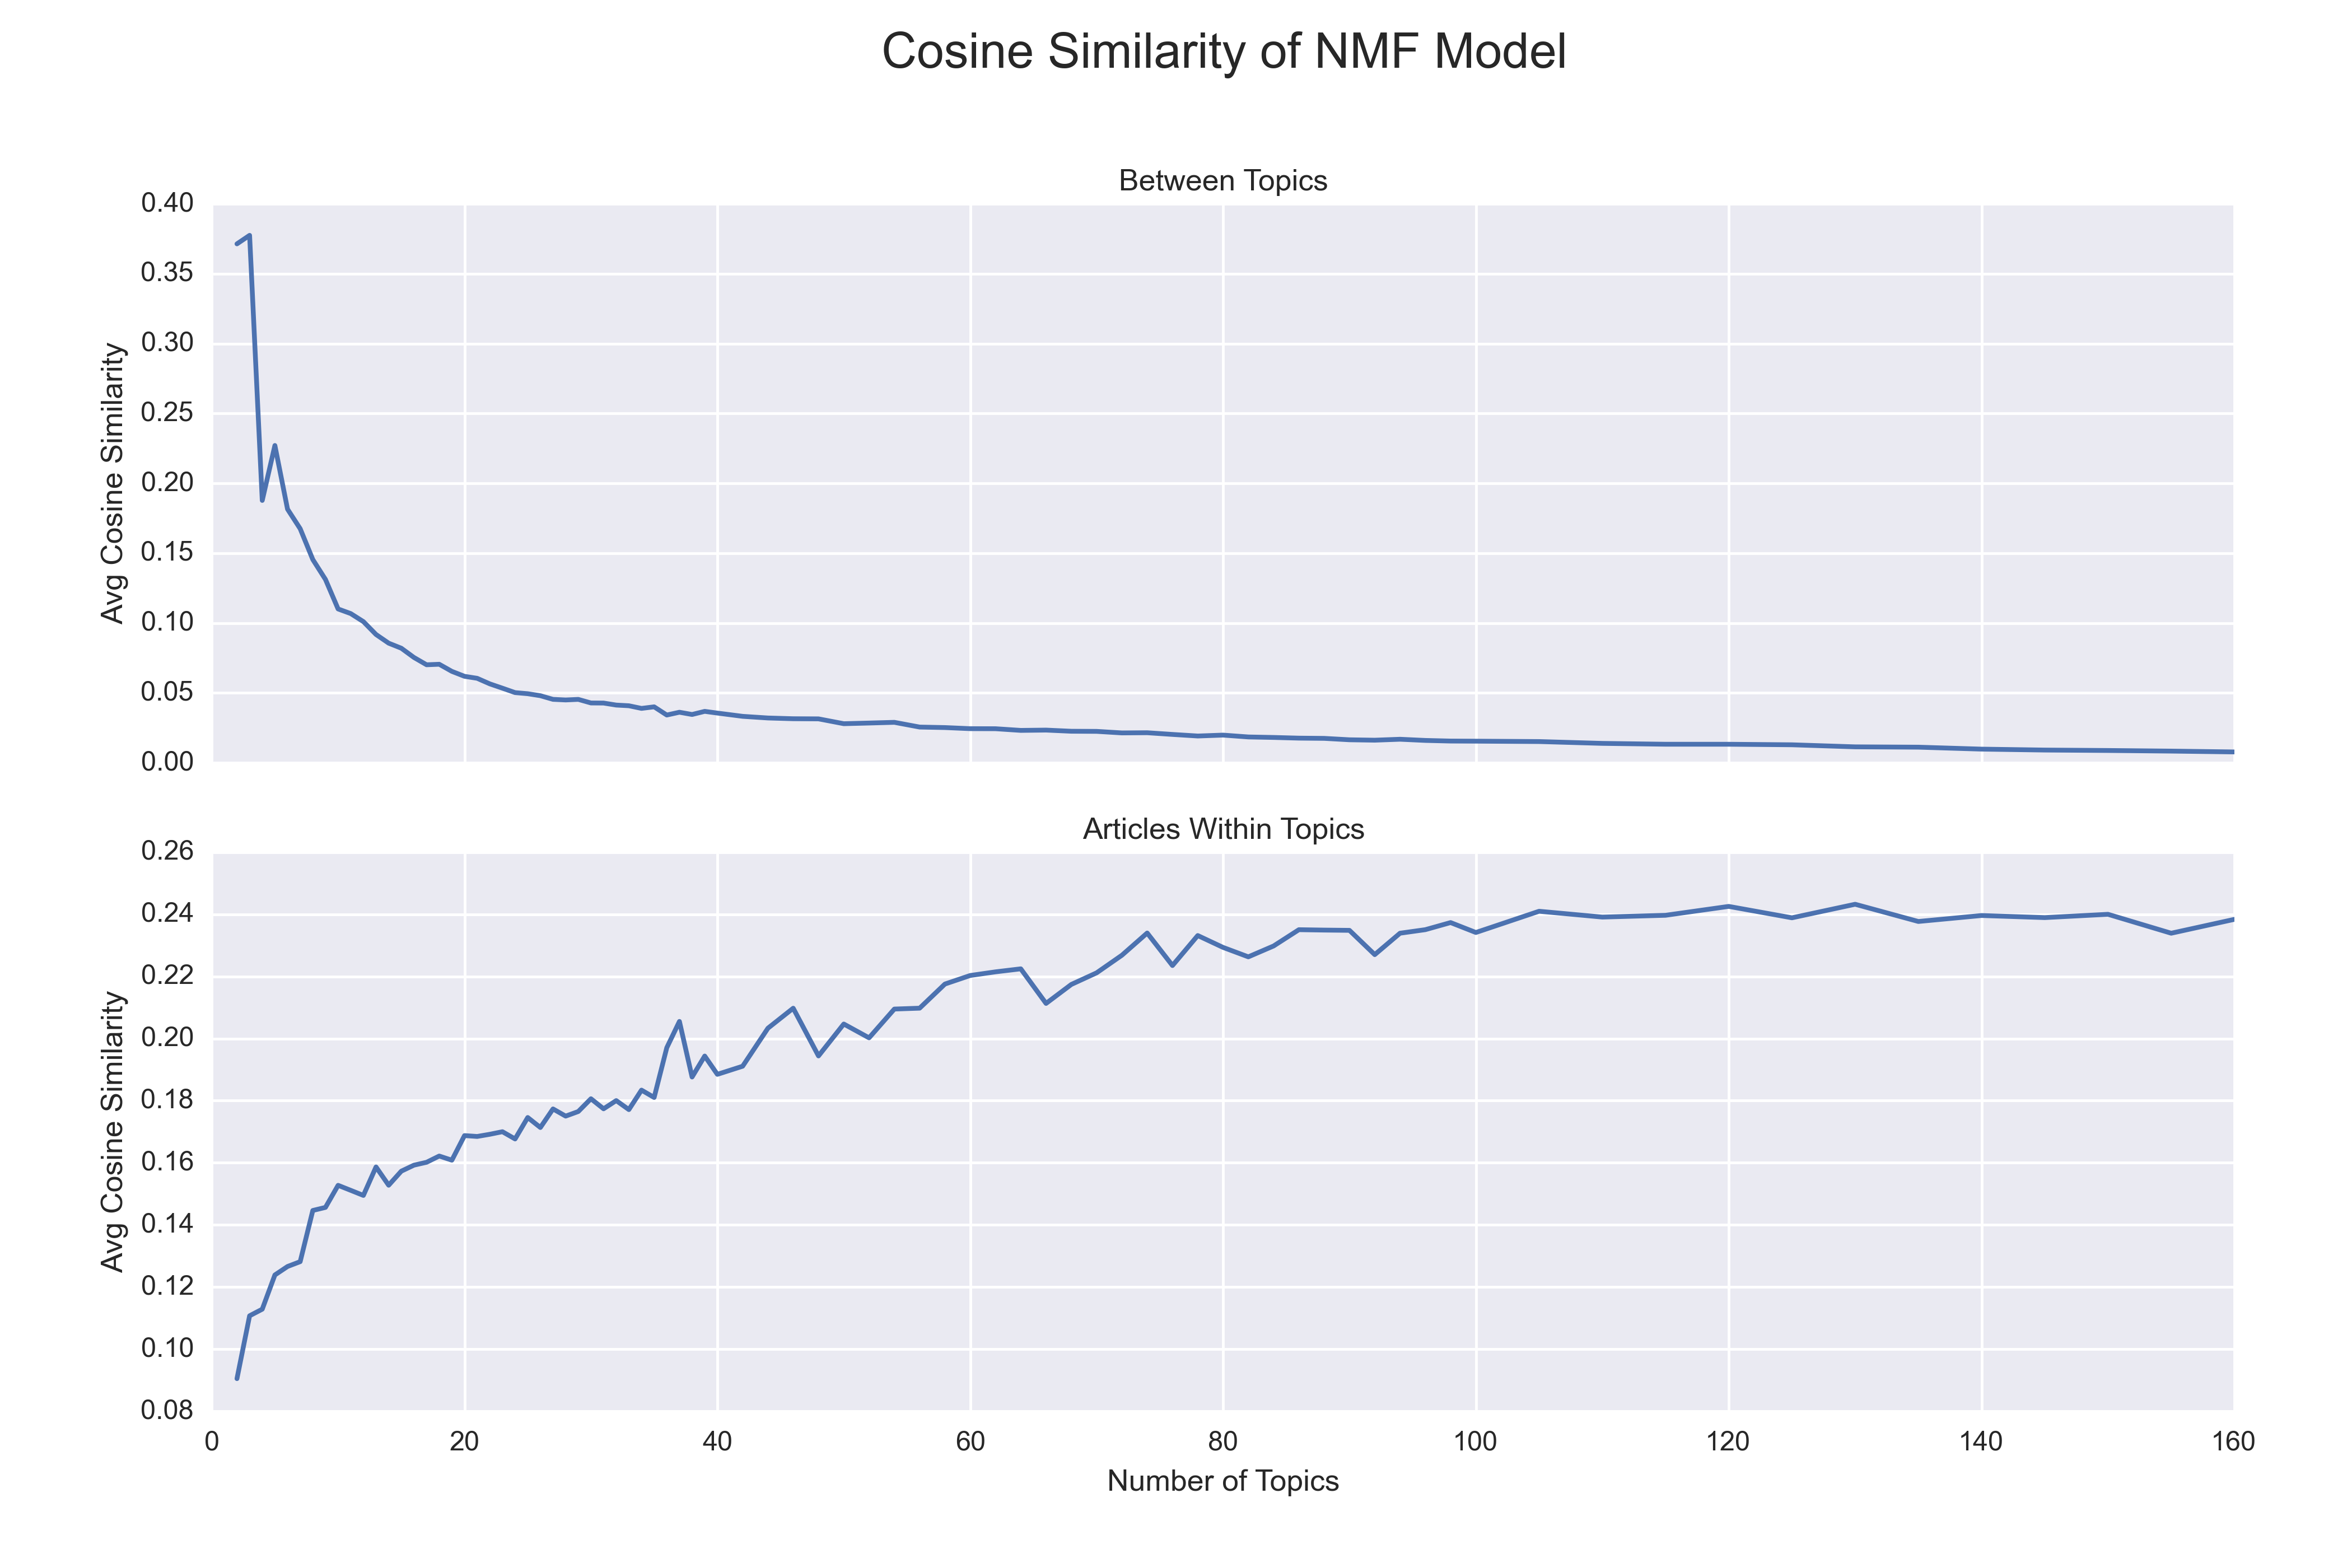 Cosine Similarity of NMF Model
Between Topics
0.40
0.35
0.30
0.25
0.20
0.15
0.10
0.05
0.00
Avg Cosine Similarity
Articles Within Topics
0.26
0.24
0.22
0.20
0.18
0.16
0.14
0.12
0.10
0.08
Avg Cosine Similarity
0 20 40 60 80 100 120 140 160
Number of Topics